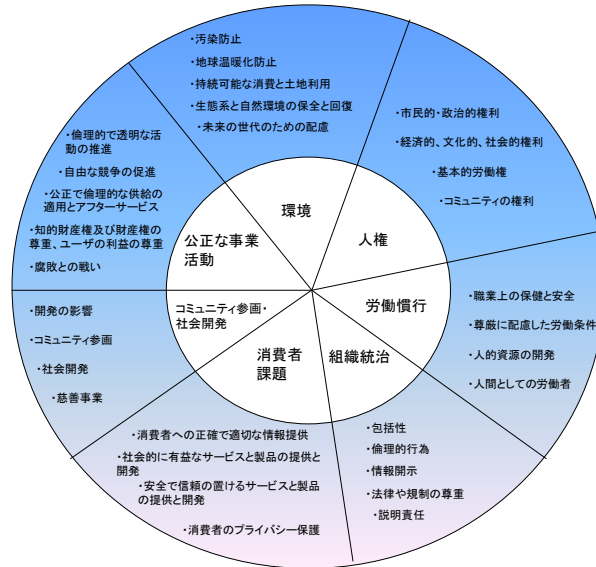 ・汚染防止
・地球温暖化防止
・持続可能な消費と土地利用
・生態系と自然環境の保全と回復
・未来の世代のための配慮
・市民的・政治的権利
・経済的、文化的、社会的権利
・基本的労働権
・コミュニティの権利
・倫理的で透明な活
動の推進
・自由な競争の促進
・公正で倫理的な供給の
適用とアフターサービス
・知的財産権及び財産権の
尊重、ユーザの利益の尊重
・腐敗との戦い
環境
人権
公正な事業
活動
労働慣行
コミュニティ参画・
社会開発
消費者
課題
組織統治
・職業上の保健と安全
・尊厳に配慮した労働条件
・人的資源の開発
・人間としての労働者
・開発の影響
・コミュニティ参画
・社会開発
・慈善事業
・消費者への正確で適切な情報提供
・社会的に有益なサービスと製品の提供と
開発
・安全で信頼の置けるサービスと製品
の提供と開発
・消費者のプライバシー保護
・包括性
・倫理的行為
・情報開示
・法律や規制の尊重
・説明責任